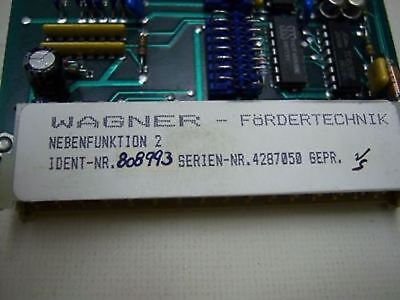 WAGNER - FÖRDERTECHNIK
NEBENFUNKTION 2
IDENT-NR.808993 SERIEN-NR.4287050 GEPR.